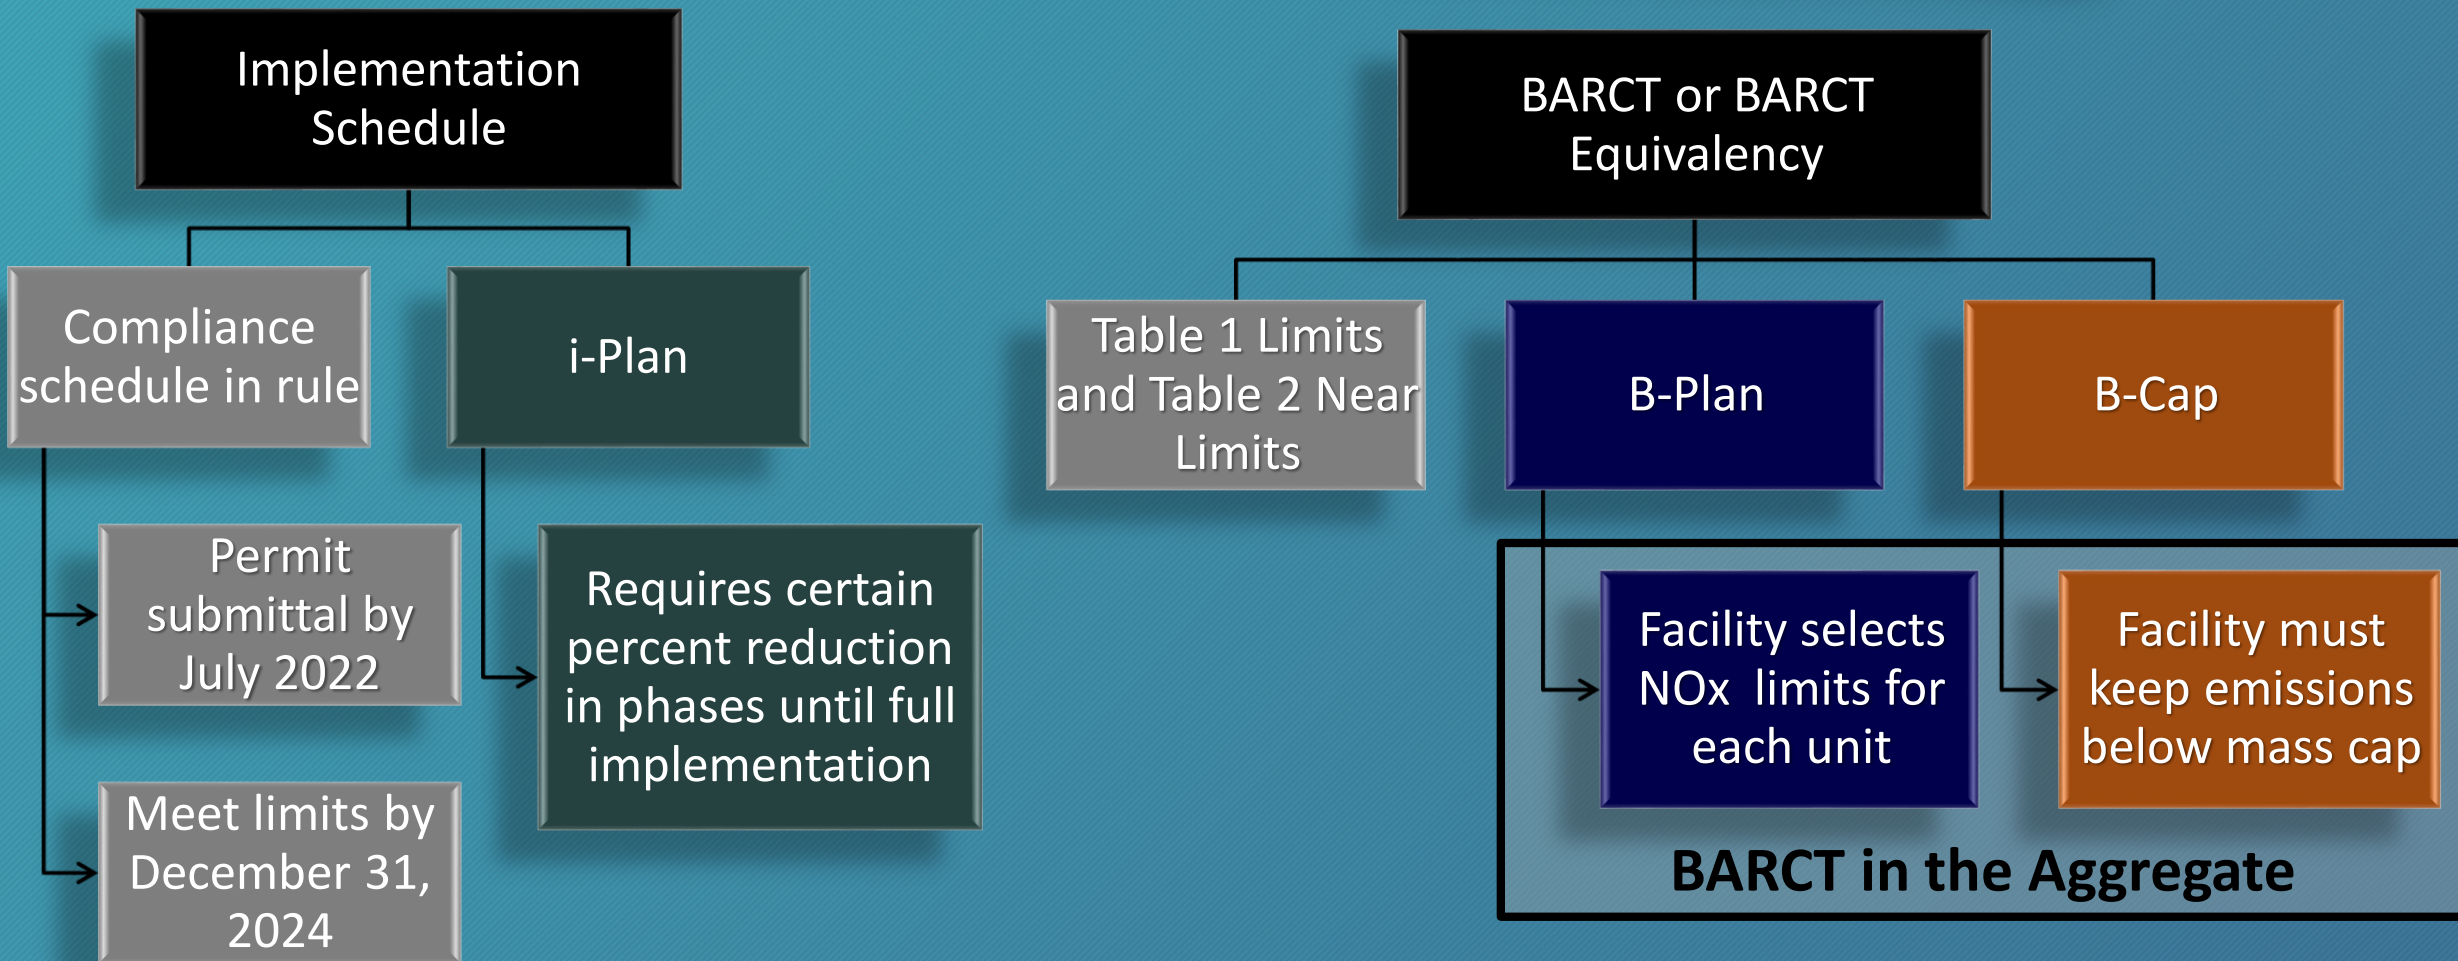 Implementation
Schedule
Compliance
schedule in rule
i-Plan
Permit
submittal by
July 2022
Meet limits by
December 31,
2024
Requires certain
percent reduction
in phases until full
implementation
BARCT or BARCT
Equivalency
Table 1 Limits
and Table 2 Near
Limits
B-Plan
B-Cap
Facility selects
NOx limits for
each unit
Facility must
keep emissions
below mass cap
BARCT in the Aggregate